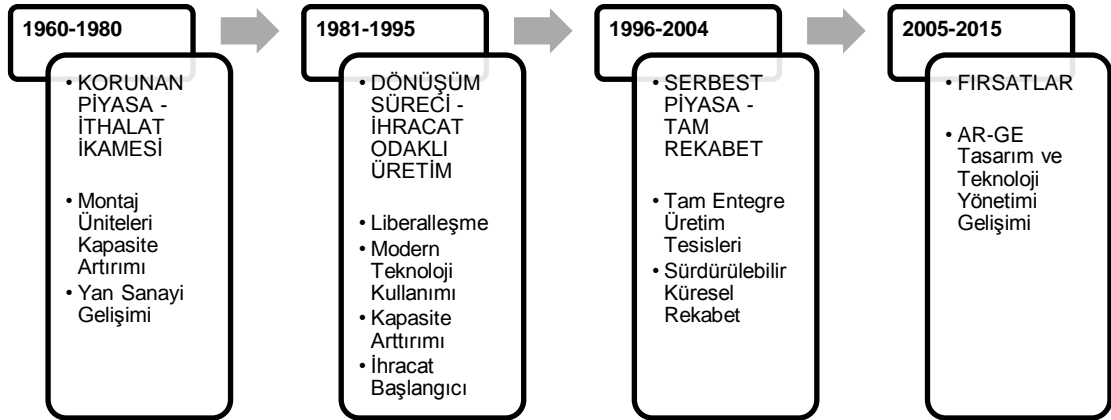 1960-1980
• KORUNAN
PİYASA -
İTHALAT
İKAMESİ
• Montaj
Üniteleri
Kapasite
Artırımı
• Yan Sanayi
Gelişimi
1981-1995
• DÖNÜŞÜM
SÜRECİ -
İHRACAT
ODAKLI
ÜRETİM
• Liberalleşme
• Modern
Teknoloji
Kullanımı
• Kapasite
Arttırımı
• İhracat
Başlangıcı
1996-2004
• SERBEST
PİYASA -
TAM
REKABET
• Tam Entegre
Üretim
Tesisleri
• Sürdürülebilir
Küresel
Rekabet
2005-2015
• FIRSATLAR
• AR-GE
Tasarım ve
Teknoloji
Yönetimi
Gelişimi